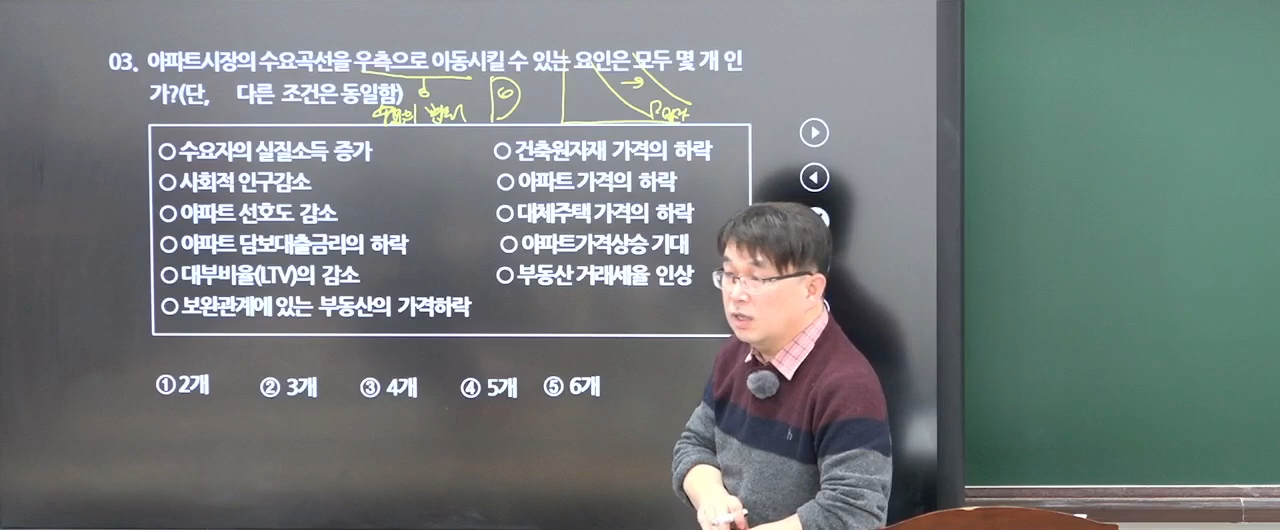 03. 아파트시장의 수요곡선을 우측으로 이동시킬 수 있는 요인은 모두 몇 개 인
가?(단, 다른 조건은 동일함)
○ 수요자의 실질소득 증가 ○ 건축원자재 가격의 하락
○ 사회적 인구감소 ○ 아파트 가격의 하락
○ 아파트 선호도 감소 ○ 대체주택 가격의 하락
○ 아파트 담보대출금리의 하락 ○ 아파트가격상승 기대
○ 대부비율(LTV)의 감소 ○ 부동산 거래세율 인상
○ 보완관계에 있는 부동산의 가격하락
① 2개 ② 3개 ③ 4개 ④ 5개 ⑤ 6개